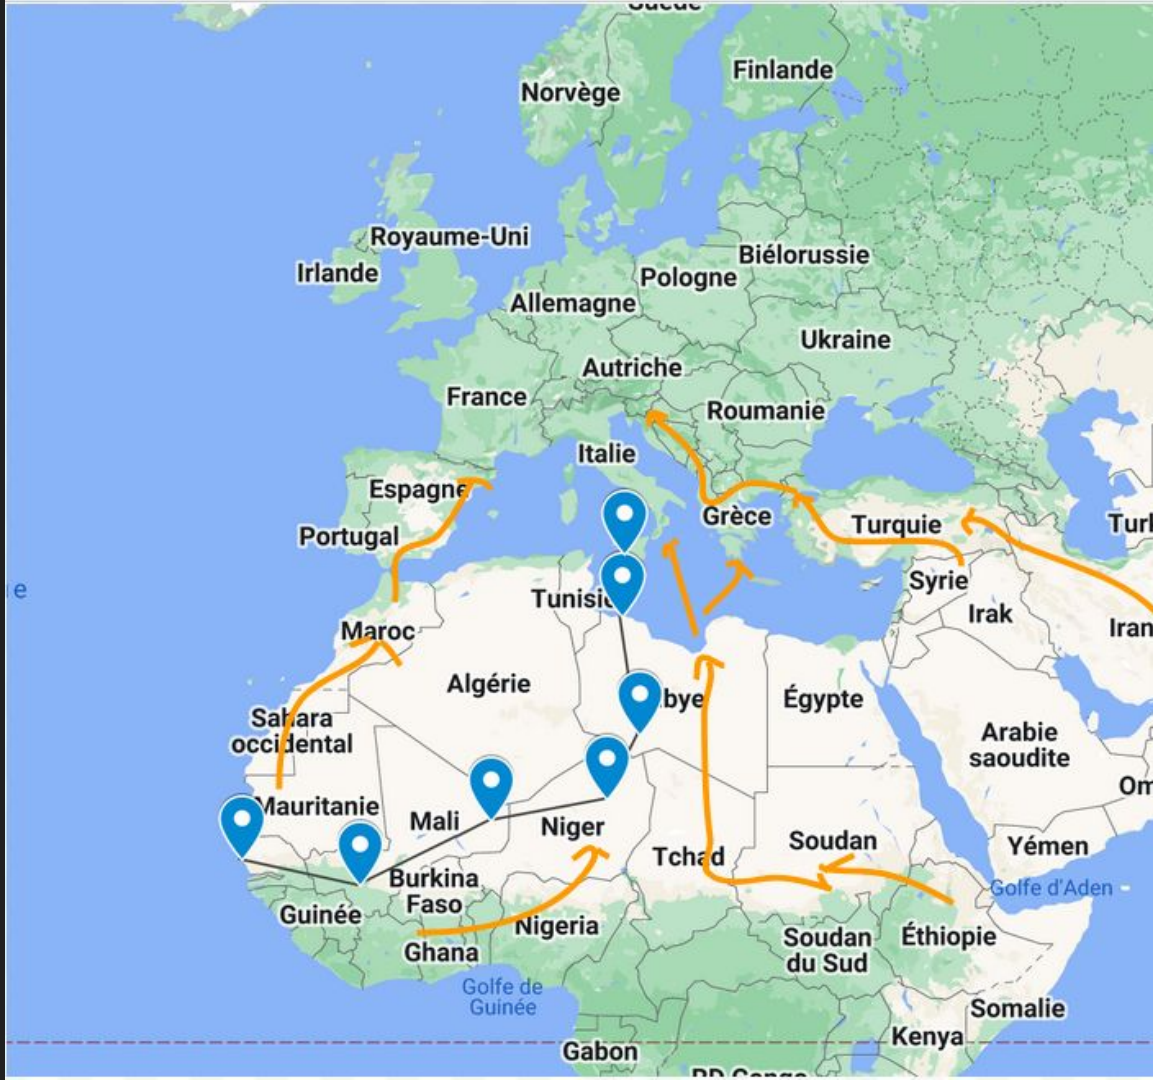 Suède
Finlande
Norvège
Royaume-Uni
Irlande
Biélorussie
Pologne
Allemagne
Ukraine
Autriche
France
Roumanie
Italie
Espagne
Grèce
Turquie
Portugal
Syrie
e
Tunisie
Irak
Iran
Maroc
Algérie
bye
Égypte
Sahara
occidental
Arabie
saoudite
Om
Mauritanie
Mali
Niger
Soudan
Yémen
Tchad
Golfe d'Aden
Burkina
Faso
Guinée
Nigeria
Ghana
Soudan
du Sud
Éthiopie
Golfe de
Guinée
Somalie
Kenya
Gabon